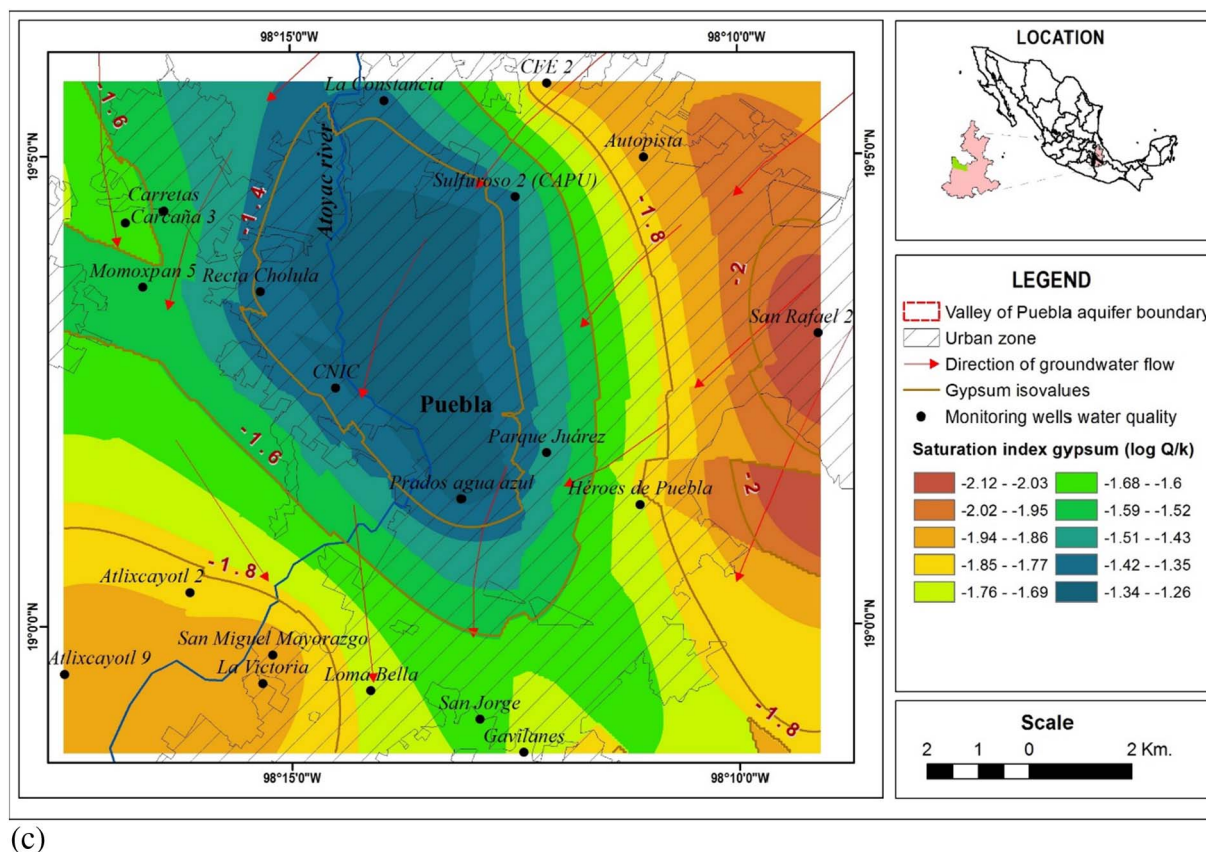 98°15'0"W
98°10'0"W
LOCATION
CFE 2
La Constancia
-1.6
Autopista
19°5'0"N
19°5'0"N
Atoyac river
Sulfuroso 2 (CAPU)
Carretas
Carcaña 3
-1.4
-1.8
Momoxpan 5
Recta Cholula
-2
San Rafael 2
LEGEND
Valley of Puebla aquifer boundary
Urban zone
Direction of groundwater flow
Gypsum isovalues
Monitoring wells water quality
CNIC
Puebla
-1.6
Parque Juárez
Prados agua azul
Héroes de Puebla
-2
Saturation index gypsum (log Q/k)
-2.12 - -2.03
-1.68 - -1.6
-2.02 - -1.95
-1.59 - -1.52
-1.94 - -1.86
-1.51 - -1.43
-1.85 - -1.77
-1.42 - -1.35
-1.76 - -1.69
-1.34 - -1.26
-1.8
Atlixcayotl 2
19°0'0"N
19°0'0"N
San Miguel Mayorazgo
Atlixcayotl 9
La Victoria
Loma Bella
San Jorge
Gavilanes
-1.8
Scale
2 1 0 2 Km.
98°15'0"W
98°10'0"W
(c)